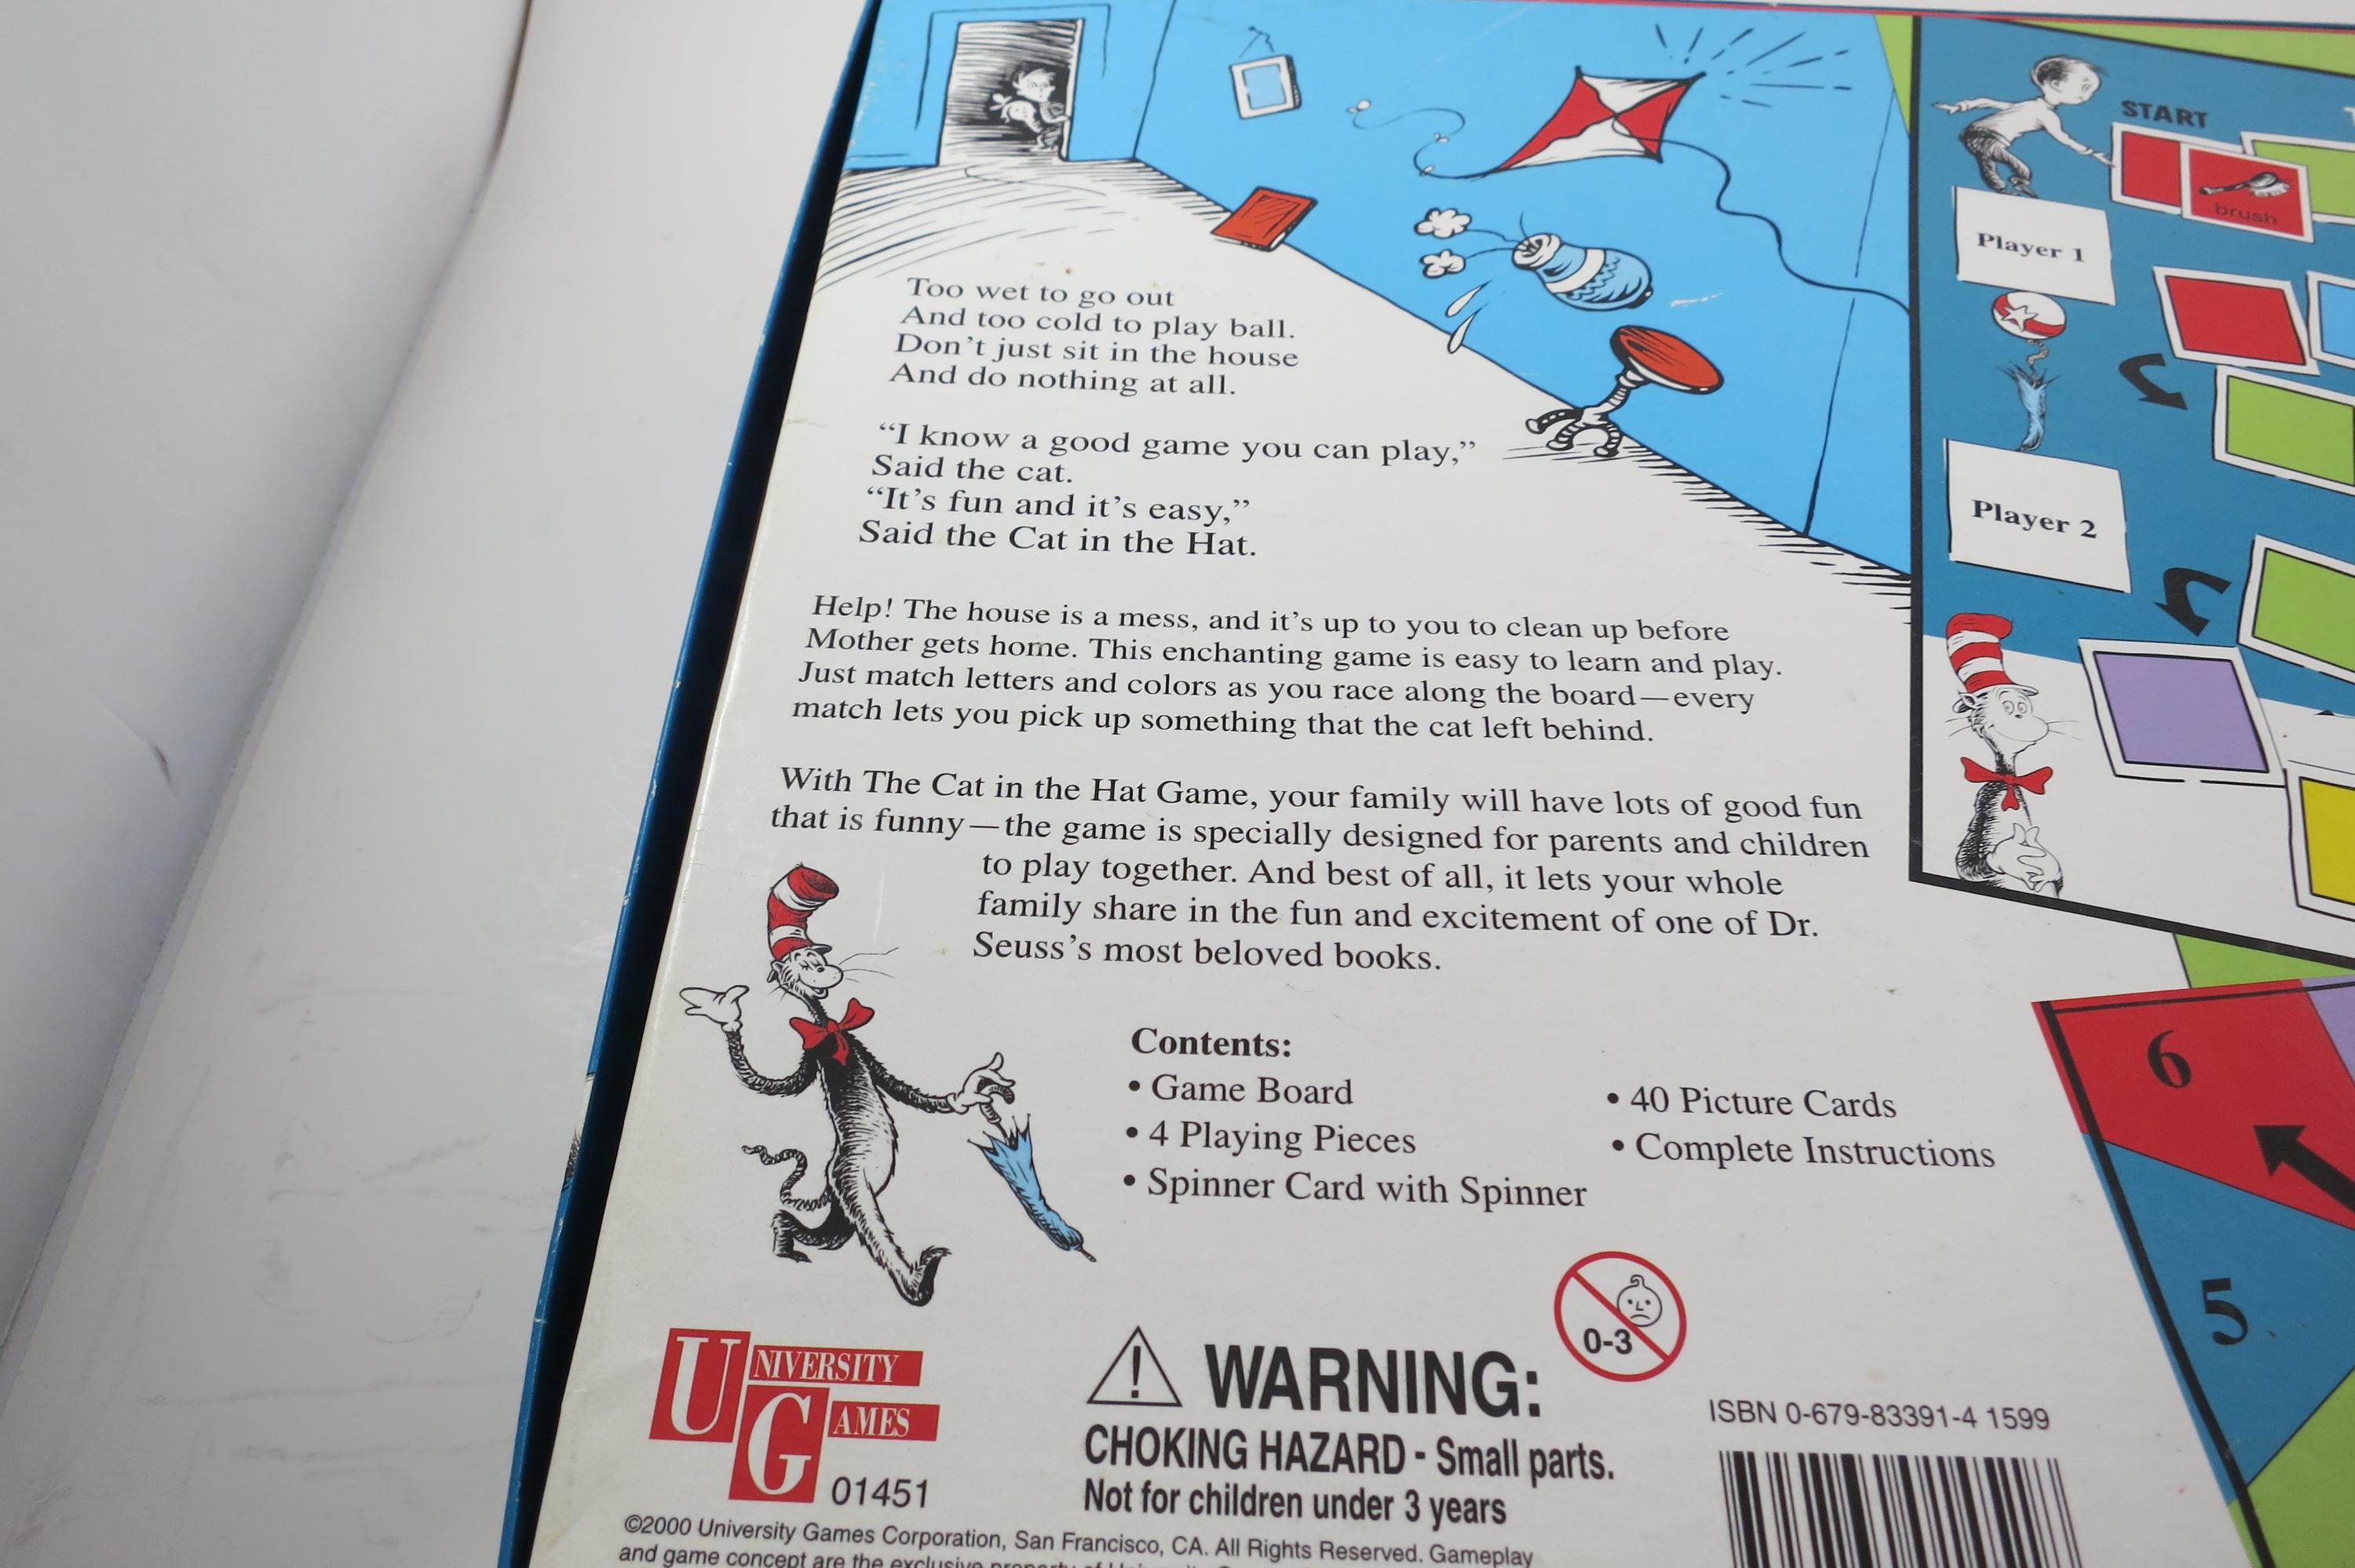 START
brush
Player 1
Player 2
Too wet to go out
And too cold to play ball.
Don't just sit in the house
And do nothing at all.
“I know a good game you can play,”
Said the cat.
“It's fun and it's easy,”
Said the Cat in the Hat.
Help! The house is a mess, and it's up to you to clean up before
Mother gets home. This enchanting game is easy to learn and play.
Just match letters and colors as you race along the board—every
match lets you pick up something that the cat left behind.
With The Cat in the Hat Game, your family will have lots of good fun
that is funny—the game is specially designed for parents and children
to play together. And best of all, it lets your whole
family share in the fun and excitement of one of Dr.
Seuss's most beloved books.
Contents:
• Game Board
• 4 Playing Pieces
• Spinner Card with Spinner
• 40 Picture Cards
• Complete Instructions
6
5
0-3
UNIVERSITY
GAMES
01451
WARNING:
CHOKING HAZARD - Small parts.
Not for children under 3 years
ISBN 0-679-83391-4 1599
©2000 University Games Corporation, San Francisco, CA. All Rights Reserved. Gameplay
and game concept are the exclusive property of